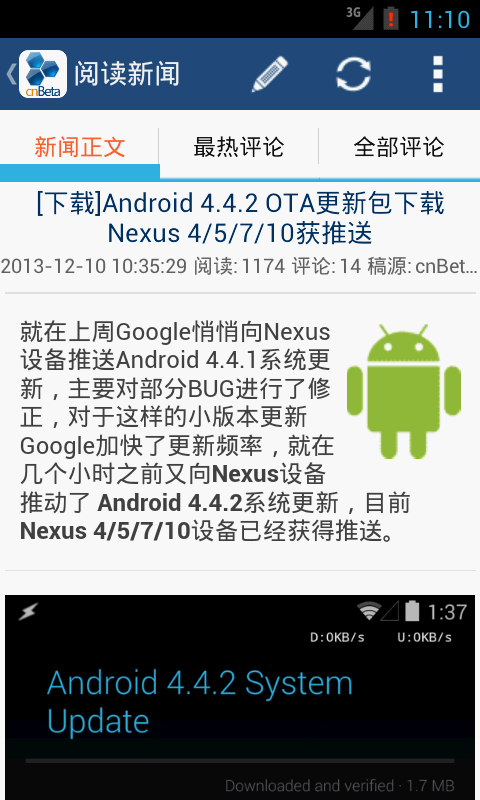 3G 11:10
cnBeta 阅读新闻
新闻正文 最热评论 全部评论
[下载]Android 4.4.2 OTA更新包下载
Nexus 4/5/7/10获推送
2013-12-10 10:35:29 阅读: 1174 评论: 14 稿源: cnBet...
就在上周Google悄悄向Nexus
设备推送Android 4.4.1系统更
新，主要对部分BUG进行了修
正，对于这样的小版本更新
Google加快了更新频率，就在
几个小时之前又向Nexus设备
推动了 Android 4.4.2系统更新，目前
Nexus 4/5/7/10设备已经获得推送。
1:37
D:0KB/s U:0KB/s
Android 4.4.2 System
Update
Downloaded and verified · 1.7 MB